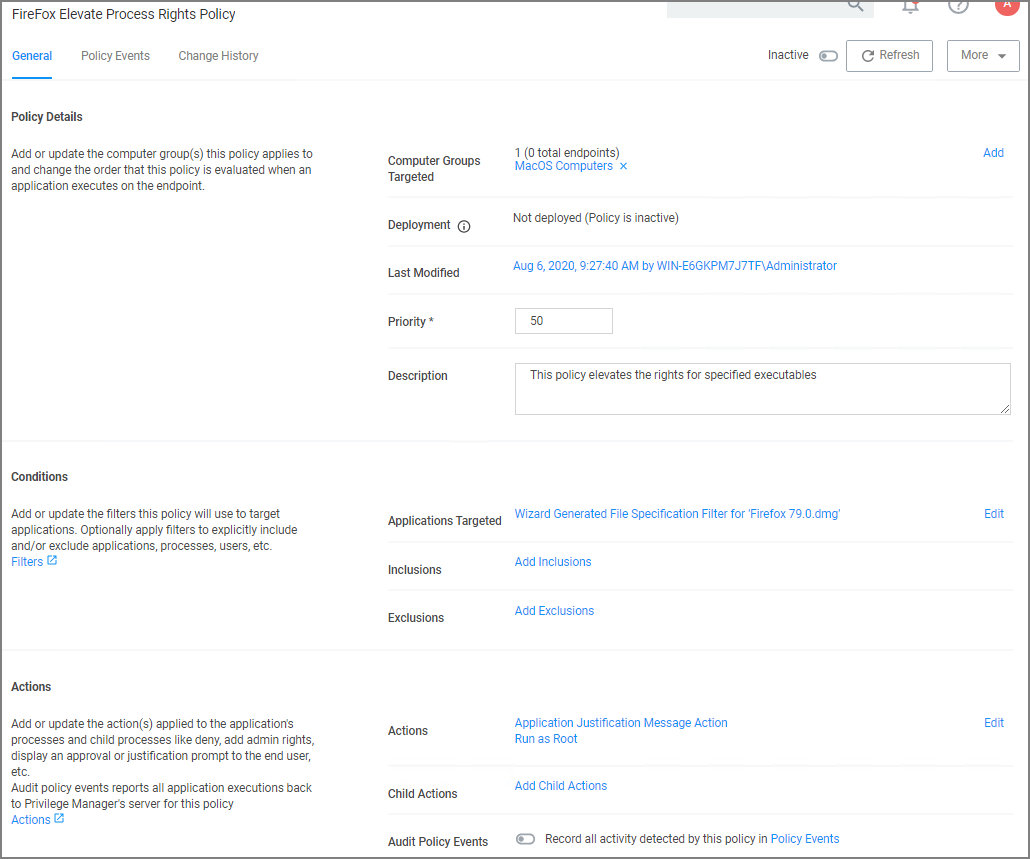 FireFox Elevate Process Rights Policy
A
General
Policy Events
Change History
Inactive
Refresh
More
Policy Details
Add or update the computer group(s) this policy applies to
and change the order that this policy is evaluated when an
application executes on the endpoint.
Computer Groups
Targeted
1 (0 total endpoints)
MacOS Computers ×
Add
Deployment
Not deployed (Policy is inactive)
Last Modified
Aug 6, 2020, 9:27:40 AM by WIN-E6GKPM7J7TF\Administrator
Priority *
50
Description
This policy elevates the rights for specified executables
Conditions
Add or update the filters this policy will use to target
applications. Optionally apply filters to explicitly include
and/or exclude applications, processes, users, etc.
Filters
Applications Targeted
Wizard Generated File Specification Filter for 'Firefox 79.0.dmg'
Edit
Inclusions
Add Inclusions
Exclusions
Add Exclusions
Actions
Add or update the action(s) applied to the application's
processes and child processes like deny, add admin rights,
display an approval or justification prompt to the end user,
etc.
Audit policy events reports all application executions back
to Privilege Manager's server for this policy
Actions
Actions
Application Justification Message Action
Run as Root
Edit
Child Actions
Add Child Actions
Audit Policy Events
Record all activity detected by this policy in Policy Events